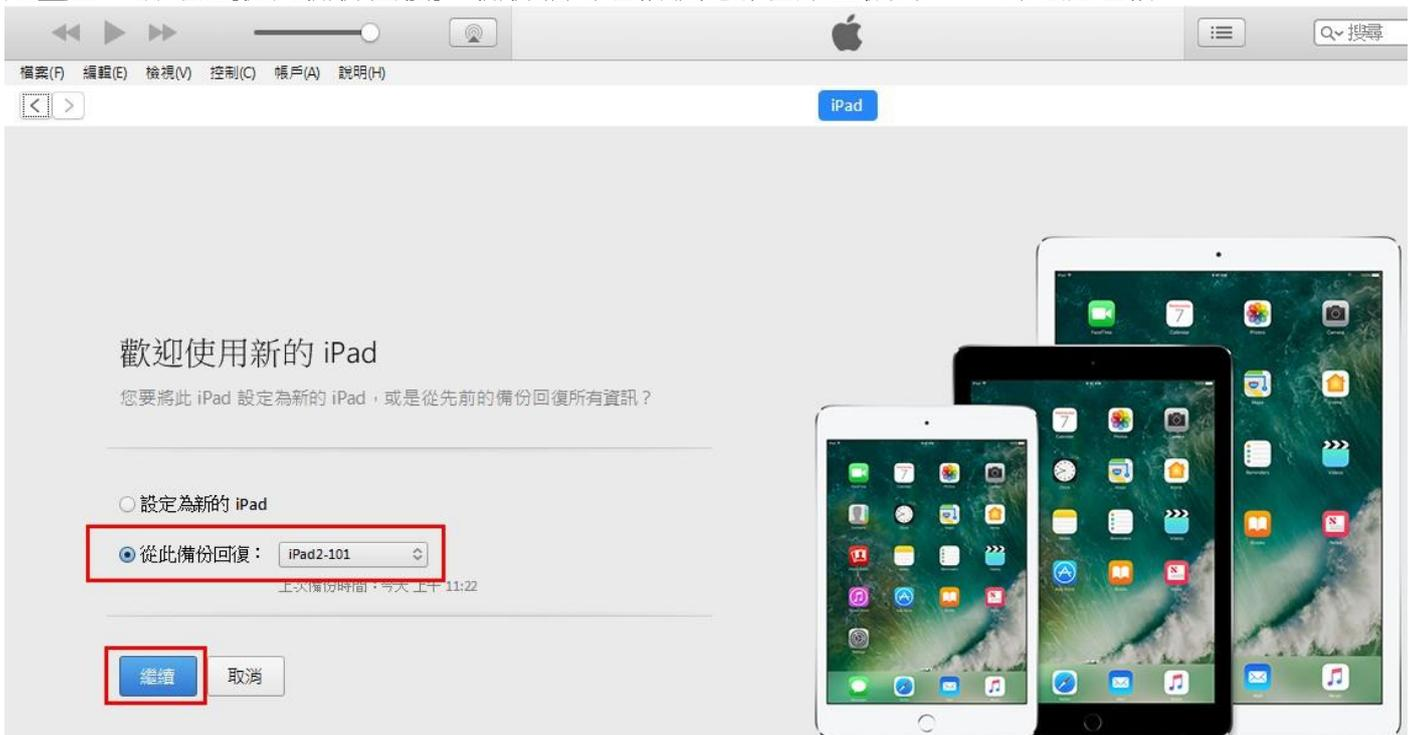 搜尋
檔案(F) 編輯(E) 檢視(V) 控制(C) 帳戶(A) 說明(H)
iPad
歡迎使用新的 iPad
您要將此 iPad 設定為新的 iPad，或是從先前的備份回復所有資訊？
設定為新的 iPad
從此備份回復： iPad2-101
上次備份時間：今天 上午 11:22
繼續 取消